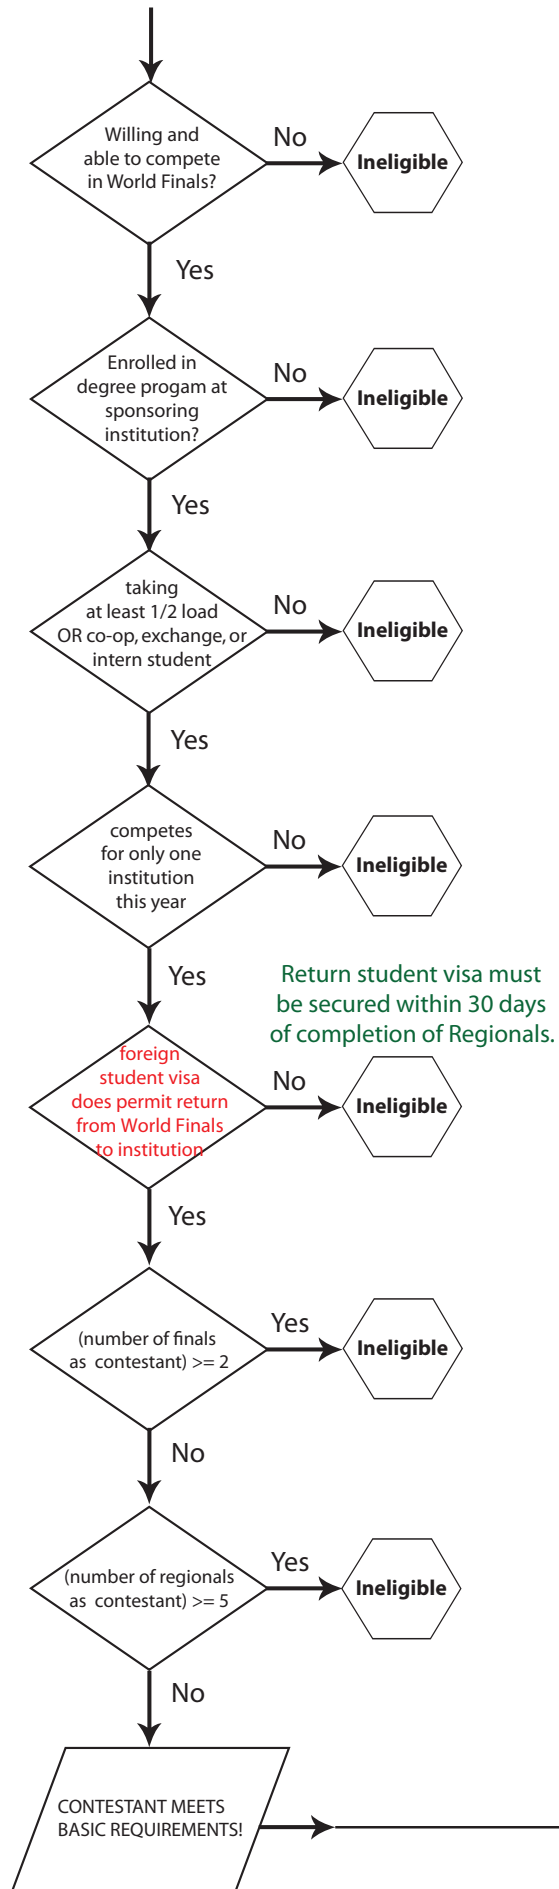 Willing and
able to compete
in World Finals?
No
Ineligible
Yes
Enrolled in
degree progam at
sponsoring
institution?
No
Ineligible
Yes
taking
at least 1/2 load
OR co-op, exchange, or
intern student
No
Ineligible
Yes
competes
for only one
institution
this year
No
Ineligible
Yes
Return student visa must
be secured within 30 days
of completion of Regionals.
foreign
student visa
does permit return
from World Finals
to institution
No
Ineligible
Yes
(number of finals
as contestant) >= 2
Yes
Ineligible
No
(number of regionals
as contestant) >= 5
Yes
Ineligible
No
CONTESTANT MEETS
BASIC REQUIREMENTS!